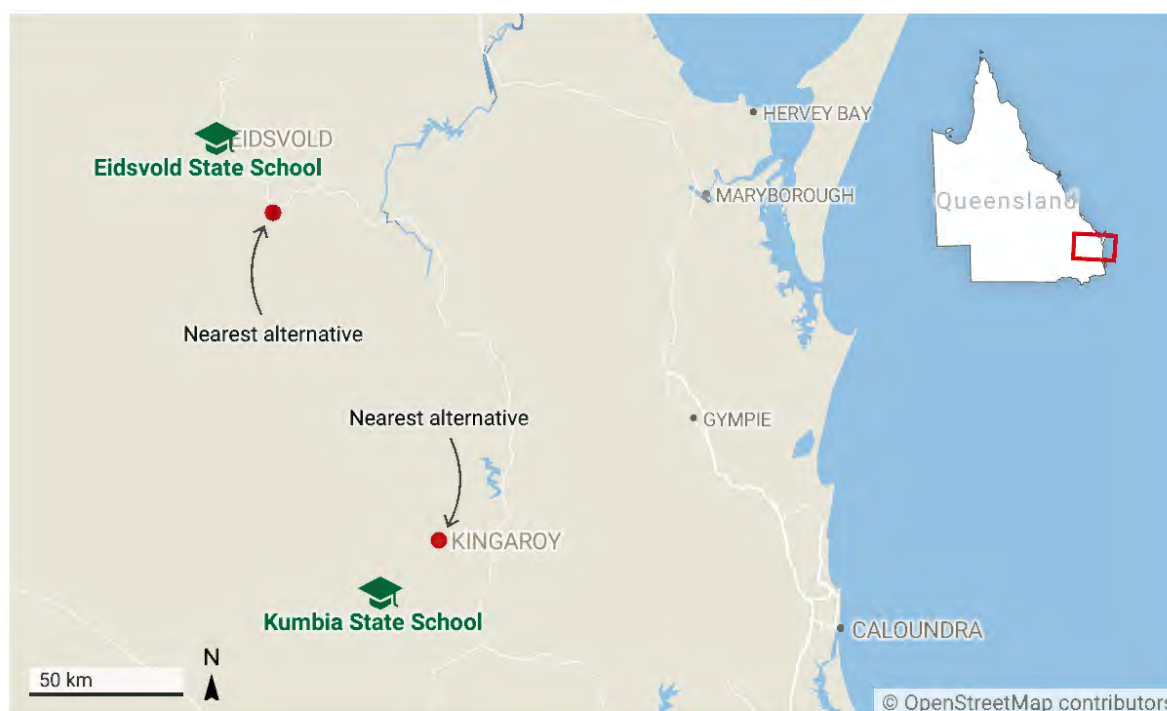 HERVEY BAY
EIDSVOLD
Eidsvold State School
MARYBOROUGH
Queensland
Nearest alternative
Nearest alternative
GYMPIE
KINGAROY
Kumbia State School
CALOUNDRA
N
50 km
© OpenStreetMap contributors